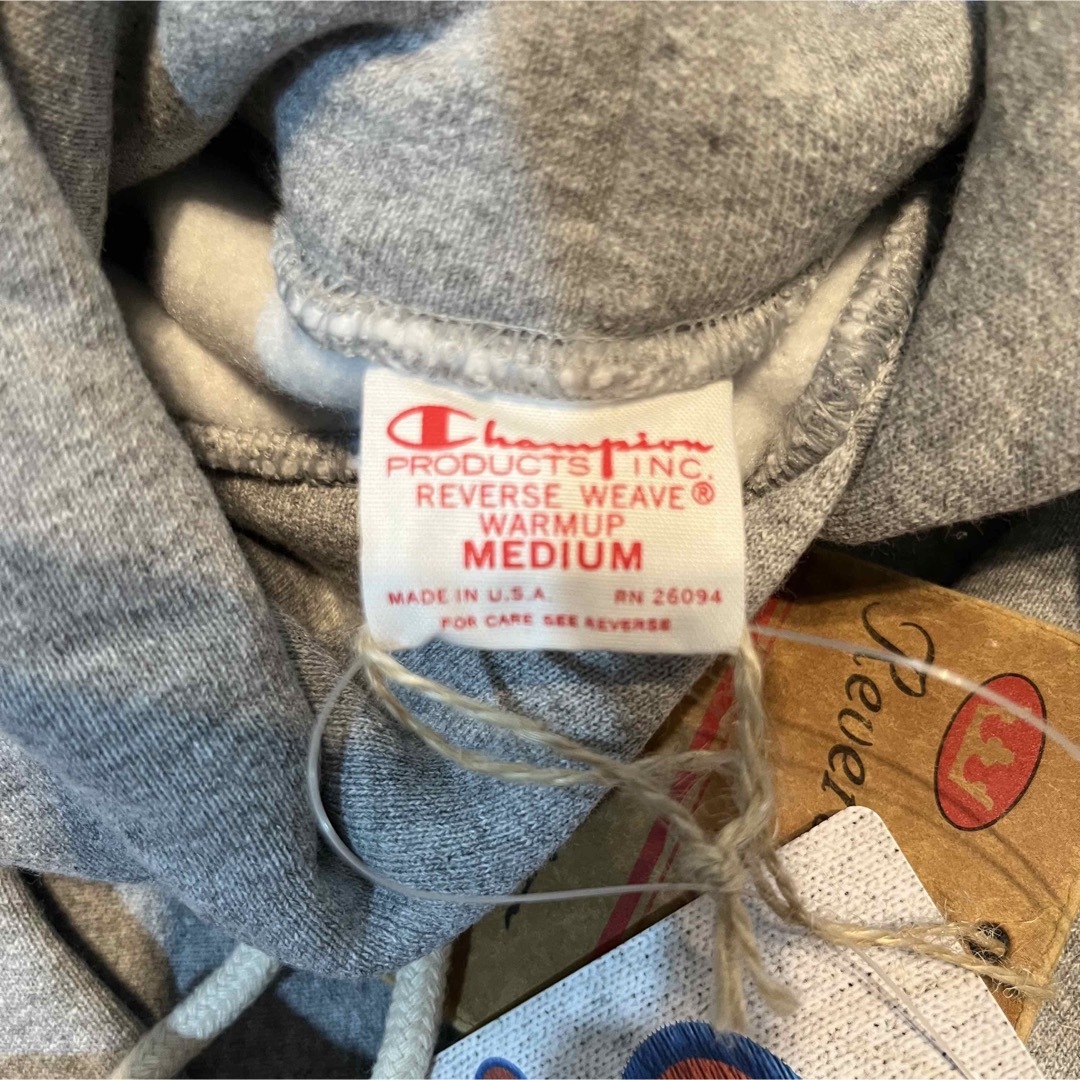 Champion
PRODUCTS INC.
REVERSE WEAVE®
WARMUP
MEDIUM
MADE IN U.S.A. RN 26094
FOR CARE SEE REVERSE